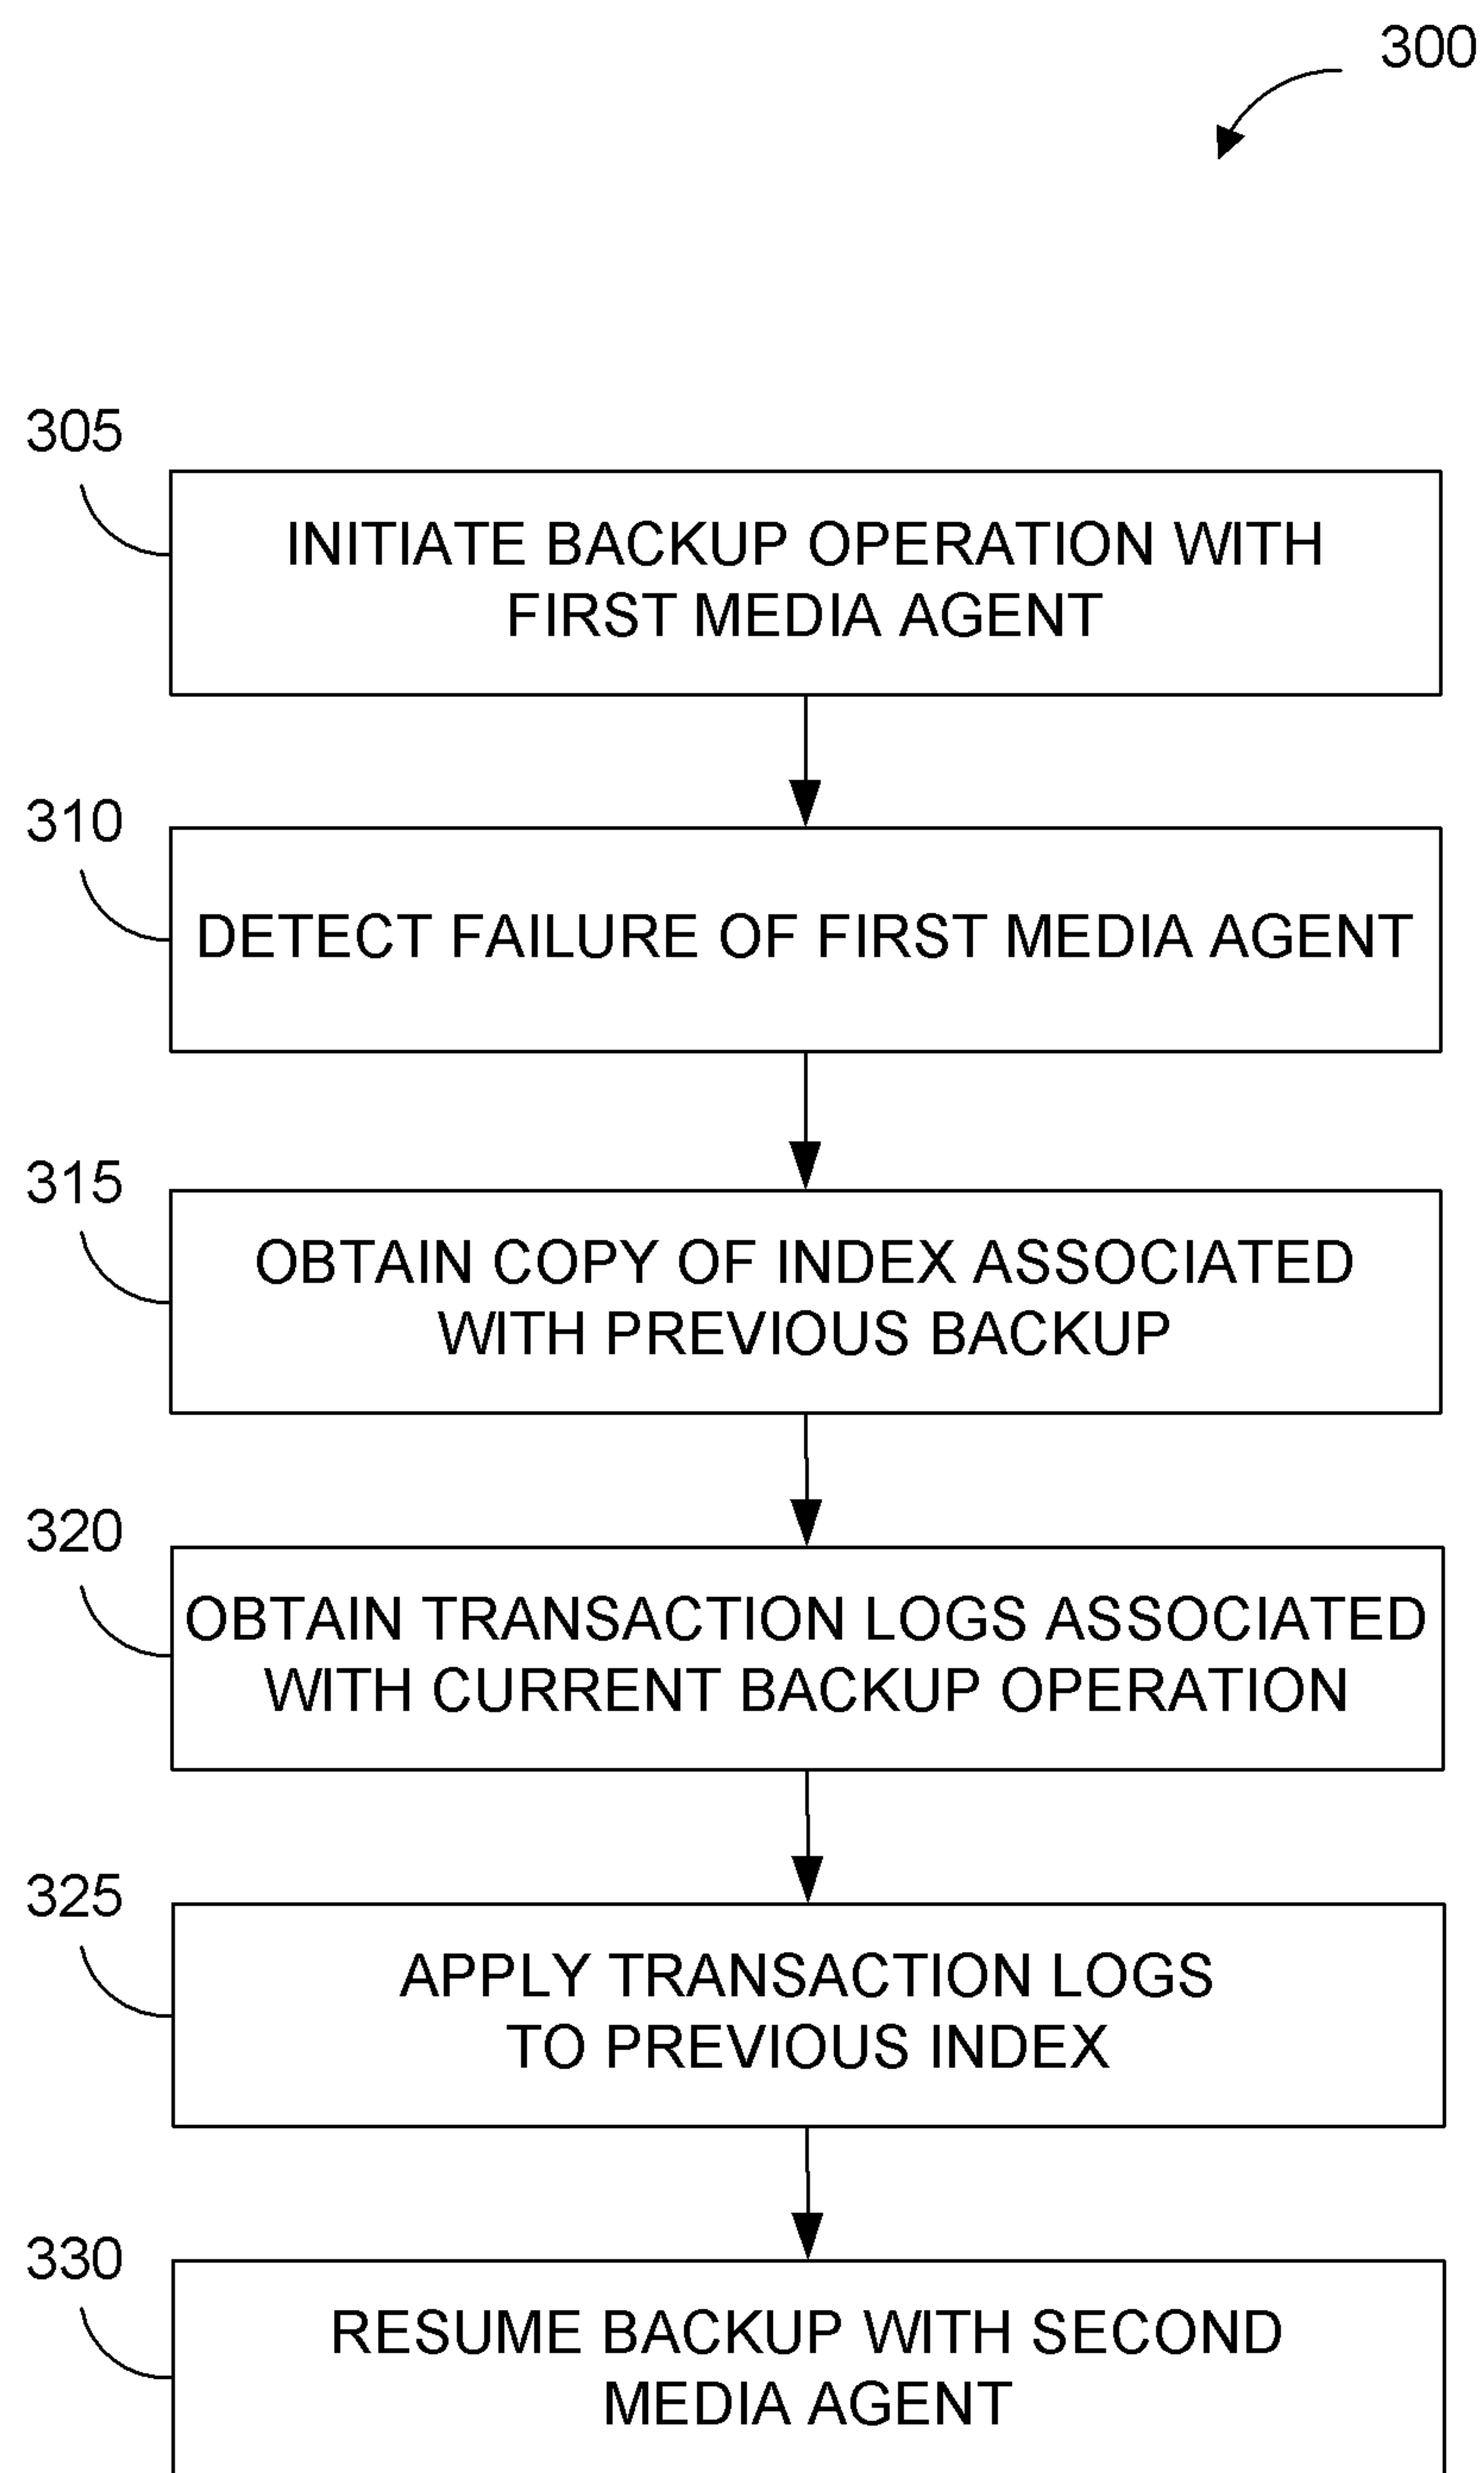 300
305
INITIATE BACKUP OPERATION WITH
FIRST MEDIA AGENT
310
DETECT FAILURE OF FIRST MEDIA AGENT
315
OBTAIN COPY OF INDEX ASSOCIATED
WITH PREVIOUS BACKUP
320
OBTAIN TRANSACTION LOGS ASSOCIATED
WITH CURRENT BACKUP OPERATION
325
APPLY TRANSACTION LOGS
TO PREVIOUS INDEX
330
RESUME BACKUP WITH SECOND
MEDIA AGENT